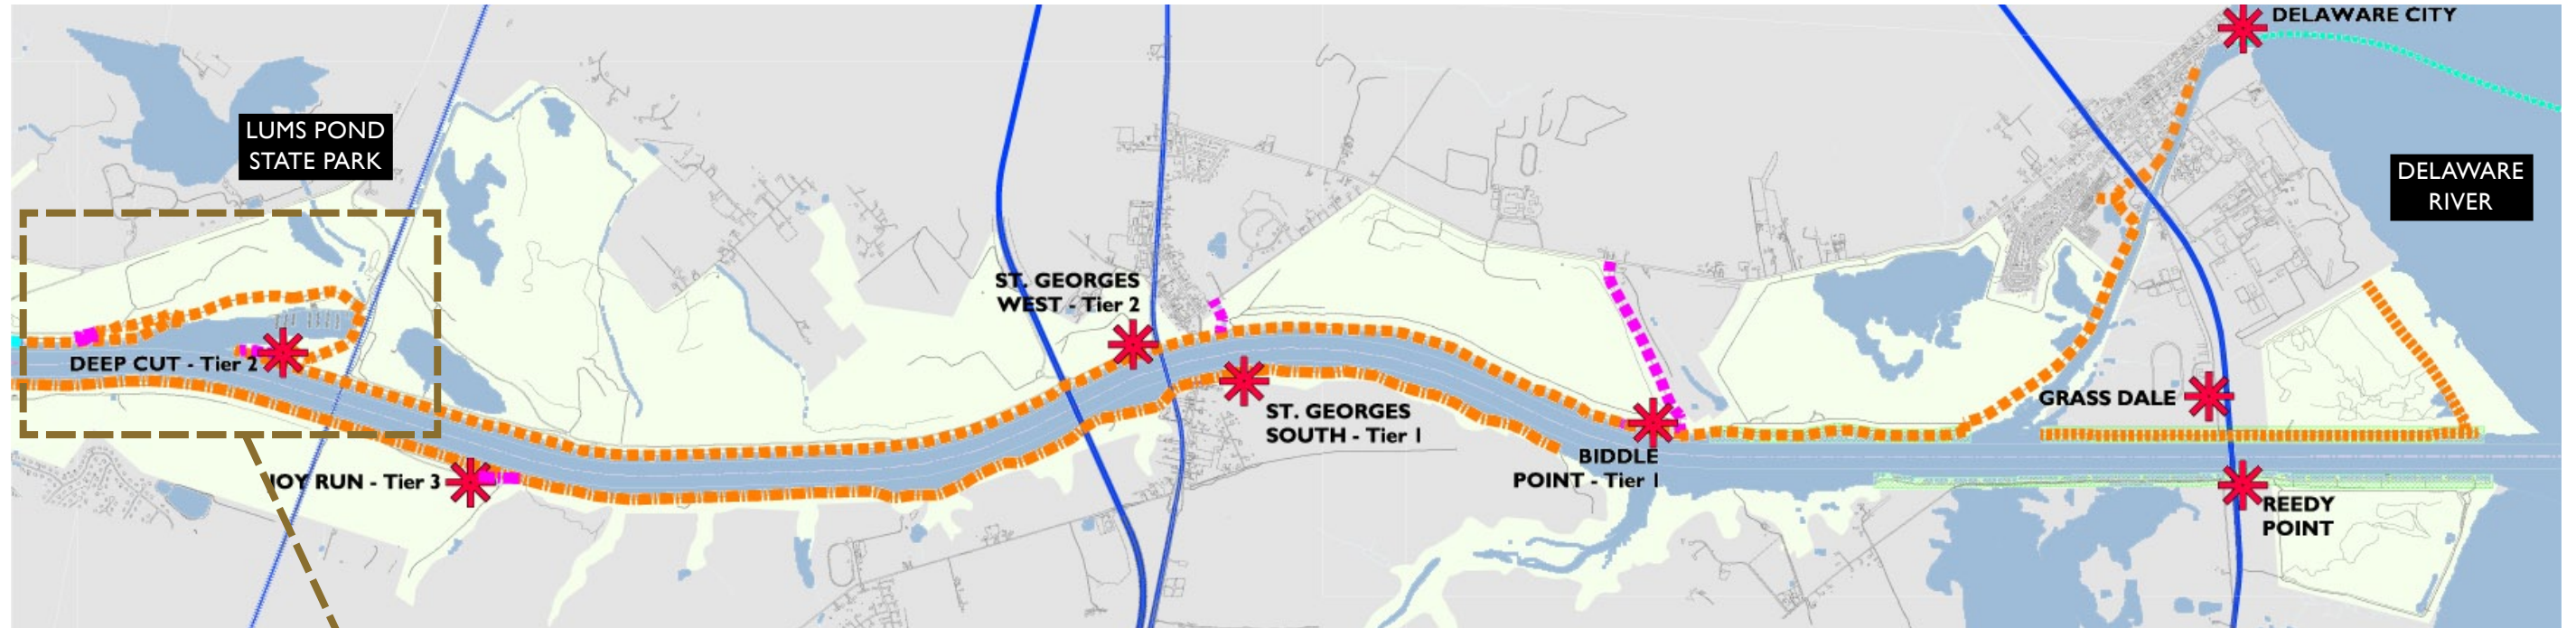 DELAWARE CITY
LUMS POND
STATE PARK
DELAWARE
RIVER
ST. GEORGES
WEST - Tier 2
DEEP CUT - Tier 2
GRASS DALE
ST. GEORGES
SOUTH - Tier 1
BIDDLE
POINT - Tier 1
JOY RUN - Tier 3
REEDY
POINT